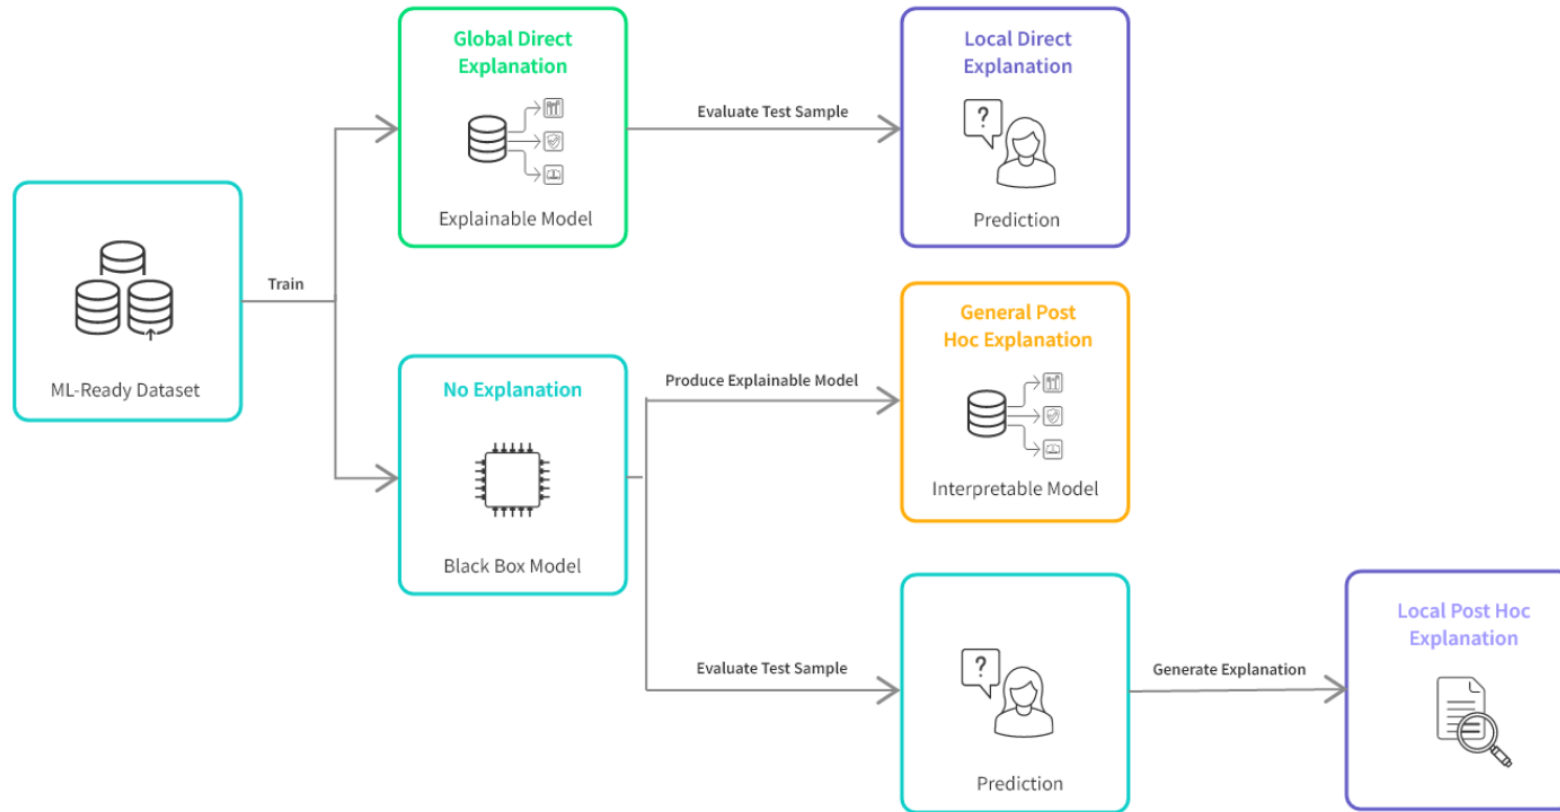 Global Direct
Explanation
Explainable Model
Evaluate Test Sample
Local Direct
Explanation
?
Prediction
ML-Ready Dataset
Train
No Explanation
Black Box Model
Produce Explainable Model
General Post
Hoc Explanation
Interpretable Model
Evaluate Test Sample
?
Prediction
Generate Explanation
Local Post Hoc
Explanation